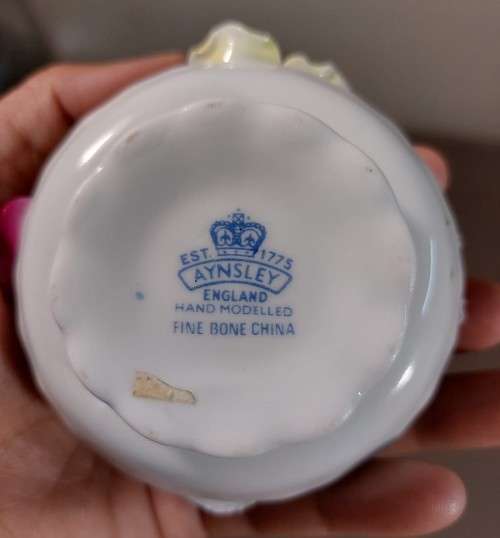 EST. 1775
AYNSLEY
ENGLAND
HAND MODELLED
FINE BONE CHINA